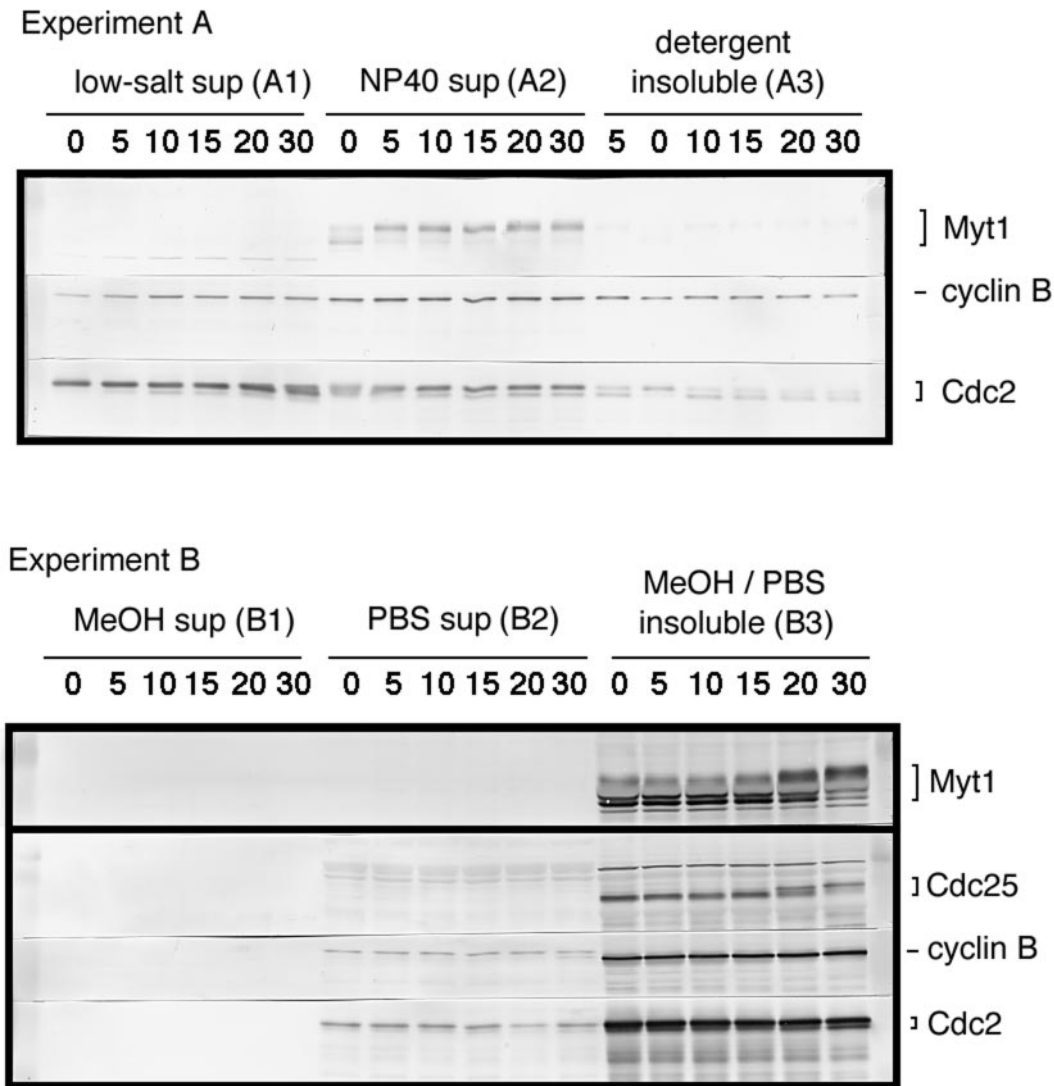 Experiment A
low-salt sup (A1) NP40 sup (A2) detergent
insoluble (A3)
0 5 10 15 20 30 0 5 10 15 20 30 5 0 10 15 20 30
] Myt1
- cyclin B
] Cdc2
Experiment B
MeOH sup (B1) PBS sup (B2) MeOH / PBS
insoluble (B3)
0 5 10 15 20 30 0 5 10 15 20 30 0 5 10 15 20 30
] Myt1
] Cdc25
- cyclin B
] Cdc2